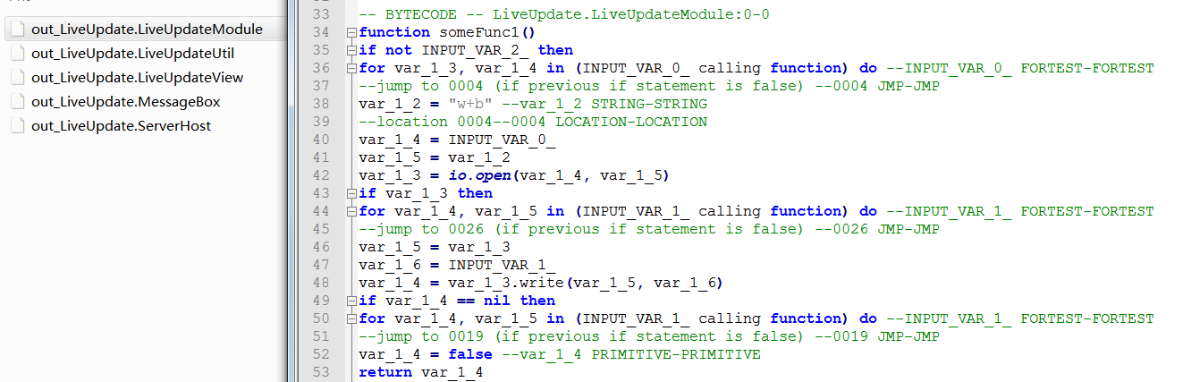 out_LiveUpdate.LiveUpdateModule
out_LiveUpdate.LiveUpdateUtil
out_LiveUpdate.LiveUpdateView
out_LiveUpdate.MessageBox
out_LiveUpdate.ServerHost
33 -- BYTECODE -- LiveUpdate.LiveUpdateModule:0-0
34 function someFunc1()
35 if not INPUT_VAR_2_ then
36 for var_1_3, var_1_4 in (INPUT_VAR_0_ calling function) do --INPUT_VAR_0_ FORTEST-FORTEST
37 --jump to 0004 (if previous if statement is false) --0004 JMP-JMP
38 var_1_2 = "w+b" --var_1_2 STRING-STRING
39 --location 0004--0004 LOCATION-LOCATION
40 var_1_4 = INPUT_VAR_0_
41 var_1_5 = var_1_2
42 var_1_3 = io.open(var_1_4, var_1_5)
43 if var_1_3 then
44 for var_1_4, var_1_5 in (INPUT_VAR_1_ calling function) do --INPUT_VAR_1_ FORTEST-FORTEST
45 --jump to 0026 (if previous if statement is false) --0026 JMP-JMP
46 var_1_5 = var_1_3
47 var_1_6 = INPUT_VAR_1_
48 var_1_4 = var_1_3.write(var_1_5, var_1_6)
49 if var_1_4 == nil then
50 for var_1_4, var_1_5 in (INPUT_VAR_1_ calling function) do --INPUT_VAR_1_ FORTEST-FORTEST
51 --jump to 0019 (if previous if statement is false) --0019 JMP-JMP
52 var_1_4 = false --var_1_4 PRIMITIVE-PRIMITIVE
53 return var_1_4